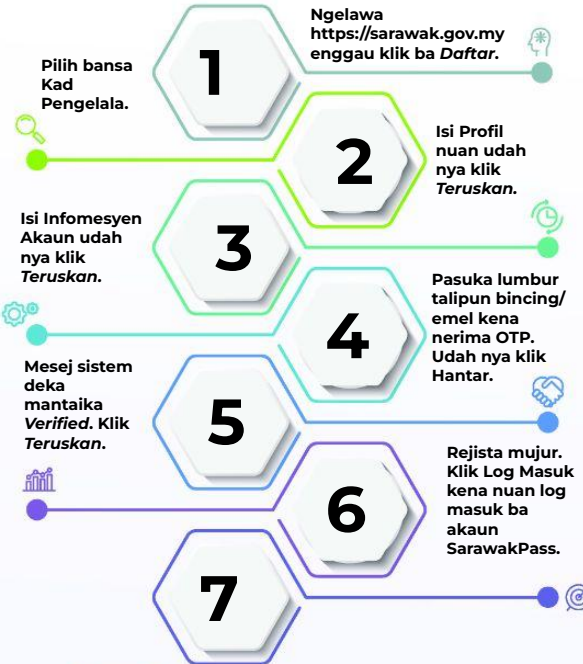 1
Ngelawa
https://sarawak.gov.my
enggau klik ba Daftar.
Pilih bansa
Kad
Pengelala.
2
Isi Profil
nuan udah
nya klik
Teruskan.
Isi Infomesyen
Akaun udah
nya klik
Teruskan.
3
4
Pasuka lumbur
talipun bincing/
emel kena
nerima OTP.
Udah nya klik
Hantar.
Mesej sistem
deka
mantaika
Verified. Klik
Teruskan.
5
6
Rejista mujur.
Klik Log Masuk
kena nuan log
masuk ba
akaun
SarawakPass.
7